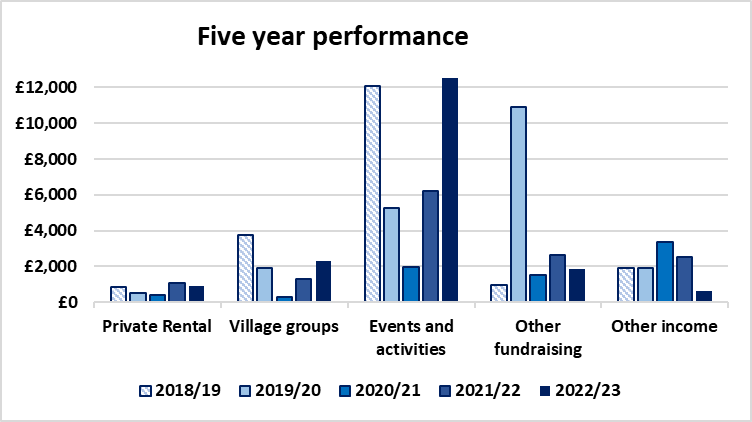 Five year performance
£12,000
£10,000
£8,000
£6,000
£4,000
£2,000
£0
Private Rental
Village groups
Events and
activities
Other
fundraising
Other income
2018/19 2019/20 2020/21 2021/22 2022/23